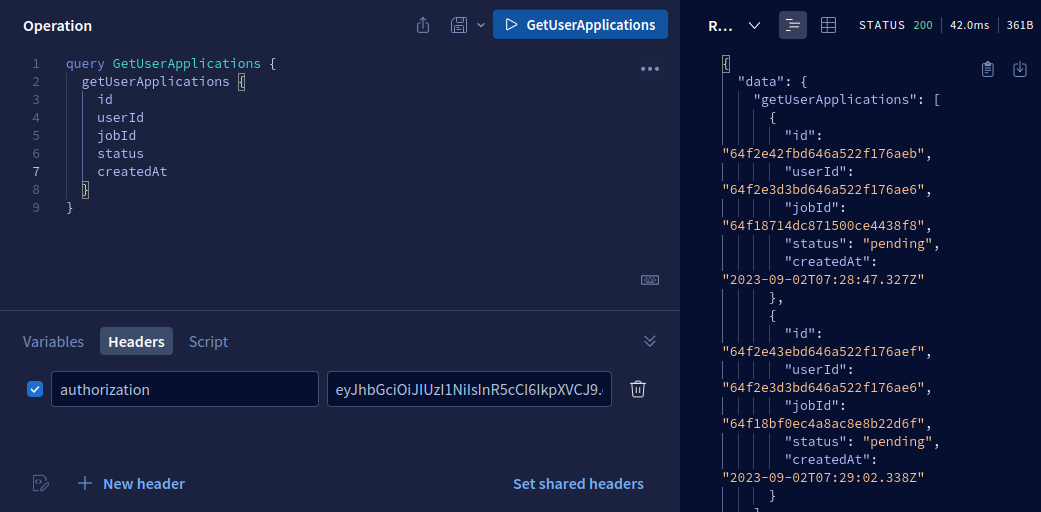 Operation
GetUserApplications
1 query GetUserApplications {
2 getUserApplications {
3 id
4 userId
5 jobId
6 status
7 createdAt
8 }
9 }
Variables Headers Script
authorization eyJhbGciOiJIUzI1NiIsInR5cCI6IkpXVCJ9.
New header Set shared headers
R... STATUS 200 42.0ms 361B
{
"data": {
"getUserApplications": [
{
"id":
"64f2e42fbd646a522f176aeb",
"userId":
"64f2e3d3bd646a522f176ae6",
"jobId":
"64f18714dc871500ce4438f8",
"status": "pending",
"createdAt":
"2023-09-02T07:28:47.327Z"
},
{
"id":
"64f2e43ebd646a522f176aef",
"userId":
"64f2e3d3bd646a522f176ae6",
"jobId":
"64f18bf0ec4a8ac8e8b22d6f",
"status": "pending",
"createdAt":
"2023-09-02T07:29:02.338Z"
}